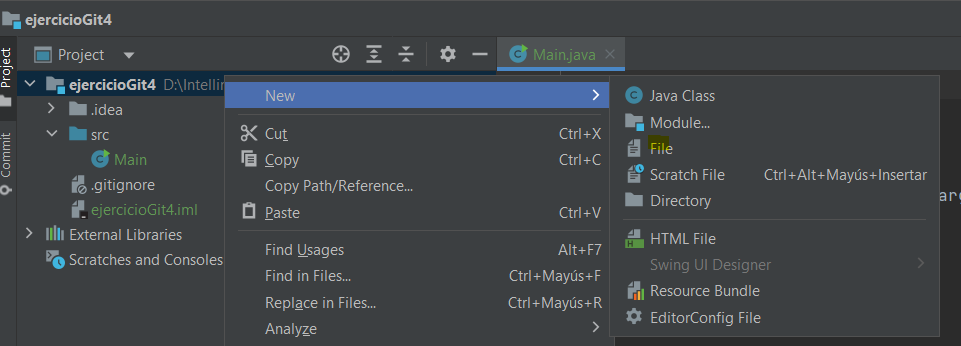 ejercicioGit4
Project
Main.java
Project
Commit
ejercicioGit4 D:\Intellir
.idea
src
Main
.gitignore
ejercicioGit4.iml
External Libraries
Scratches and Consoles
New
Cut Ctrl+X
Copy Ctrl+C
Copy Path/Reference...
Paste Ctrl+V
Find Usages Alt+F7
Find in Files... Ctrl+Mayús+F
Replace in Files... Ctrl+Mayús+R
Analyze
Java Class
Module...
File
Scratch File Ctrl+Alt+Mayús+Insertar
Directory
HTML File
Swing UI Designer
Resource Bundle
EditorConfig File